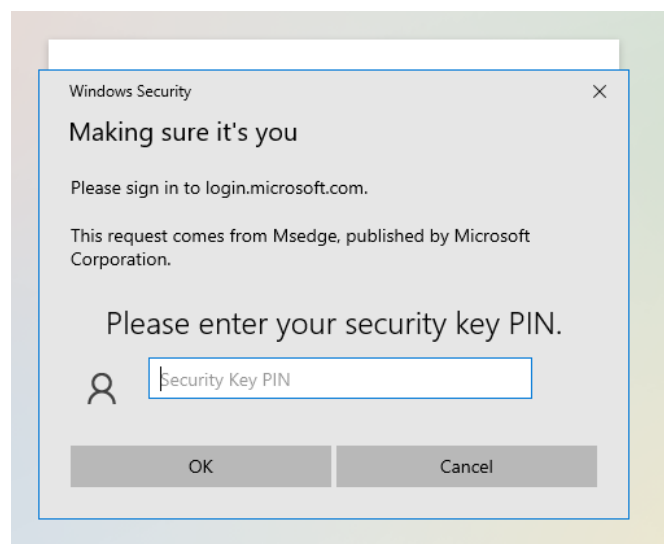 Windows Security
Making sure it's you
Please sign in to login.microsoft.com.
This request comes from Msedge, published by Microsoft
Corporation.
Please enter your security key PIN.
Security Key PIN
OK
Cancel